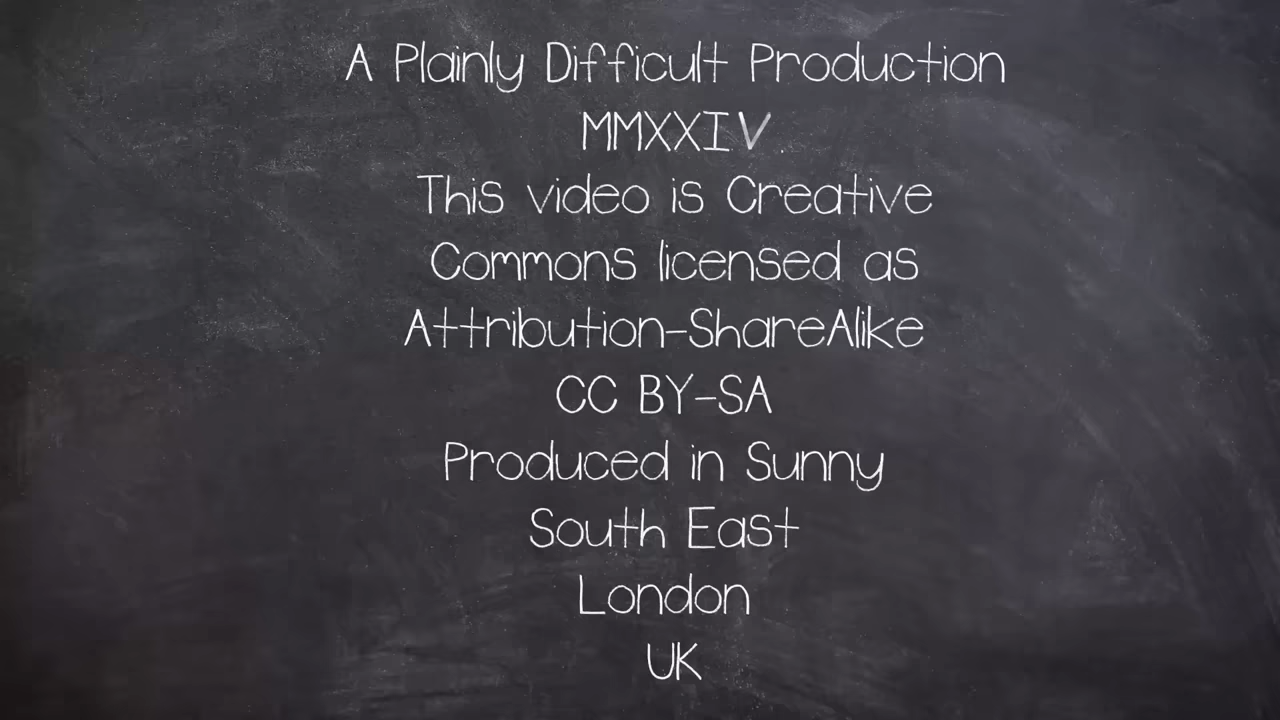 A Plainly Difficult Production
MMXXIV
This video is Creative
Commons licensed as
Attribution-ShareAlike
CC BY-SA
Produced in Sunny
South East
London
UK